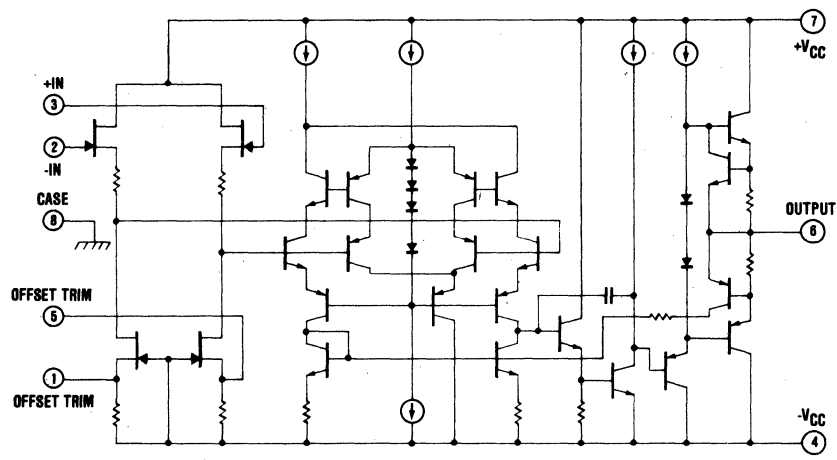 7
+VCC
+IN
3
2
-IN
CASE
8
OUTPUT
6
OFFSET TRIM
5
1
OFFSET TRIM
-VCC
4